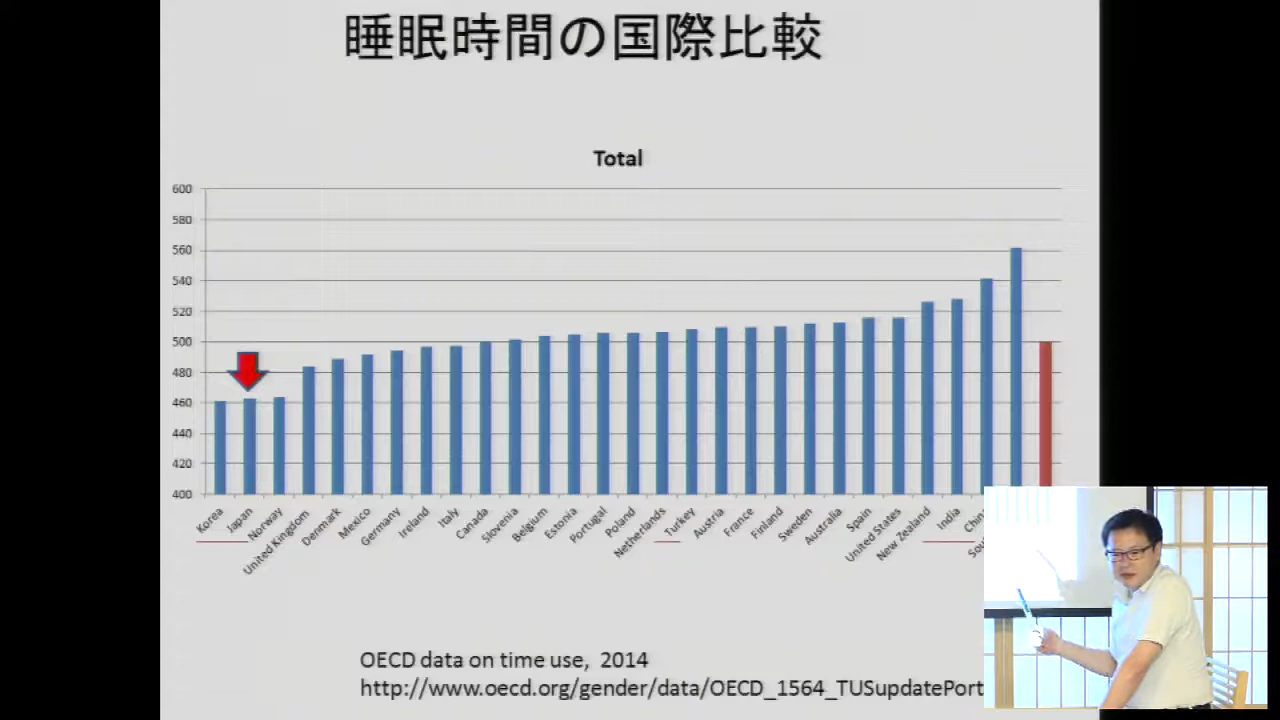 睡眠時間の国際比較
Total
600
580
560
540
520
500
480
460
440
420
400
Korea
Japan
Norway
United Kingdom
Denmark
Mexico
Germany
Ireland
Italy
Canada
Slovenia
Belgium
Estonia
Portugal
Poland
Netherlands
Turkey
Austria
France
Finland
Sweden
Australia
Spain
United States
New Zealand
India
OECD data on time use, 2014
http://www.oecd.org/gender/data/OECD_1564_TUSupdatePort